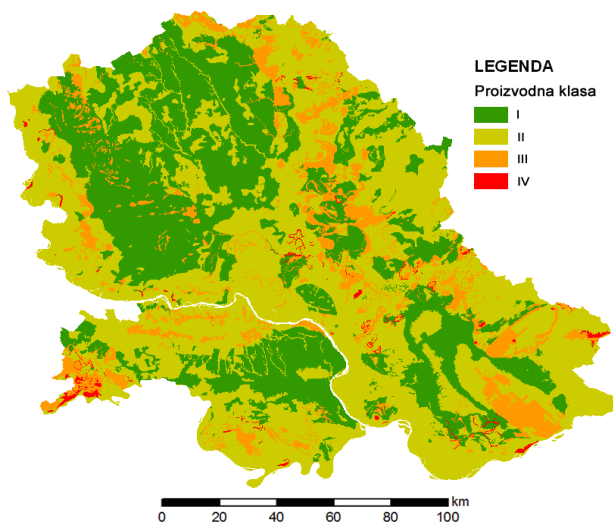 LEGENDA
Proizvodna klasa
I
II
III
IV
km
0 20 40 60 80 100